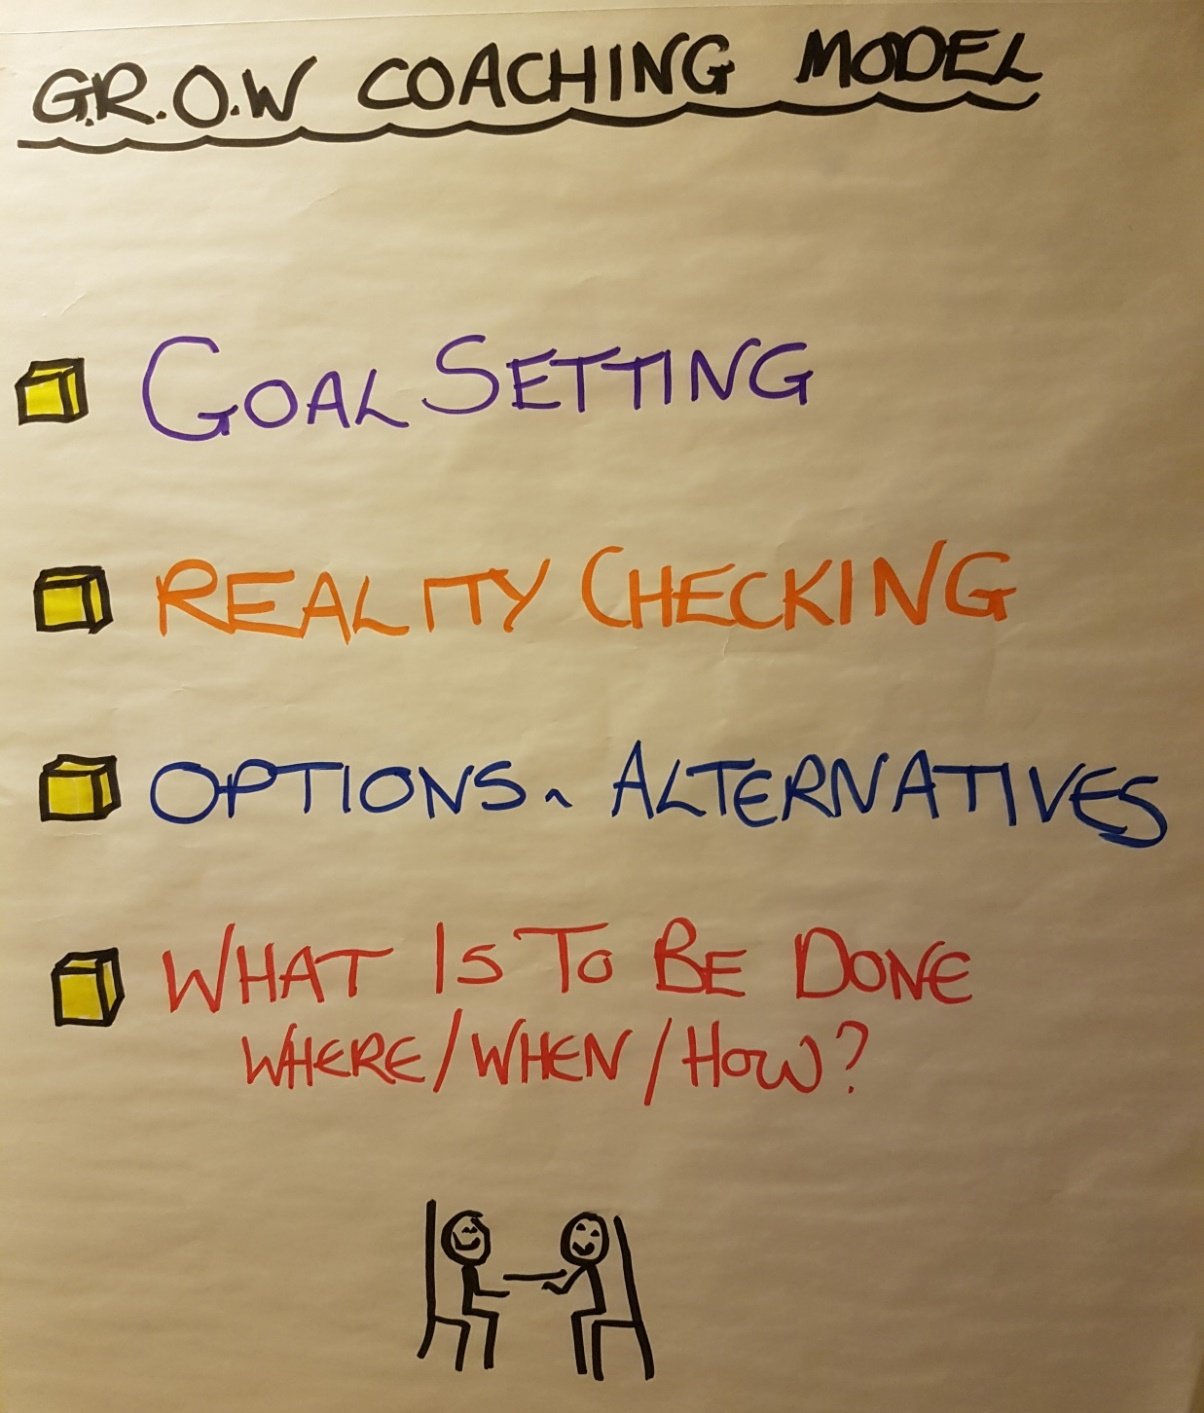 G.R.O.W COACHING MODEL
GOAL SETTING
REALITY CHECKING
OPTIONS ~ ALTERNATIVES
WHAT IS TO BE DONE
WHERE/WHEN/HOW?